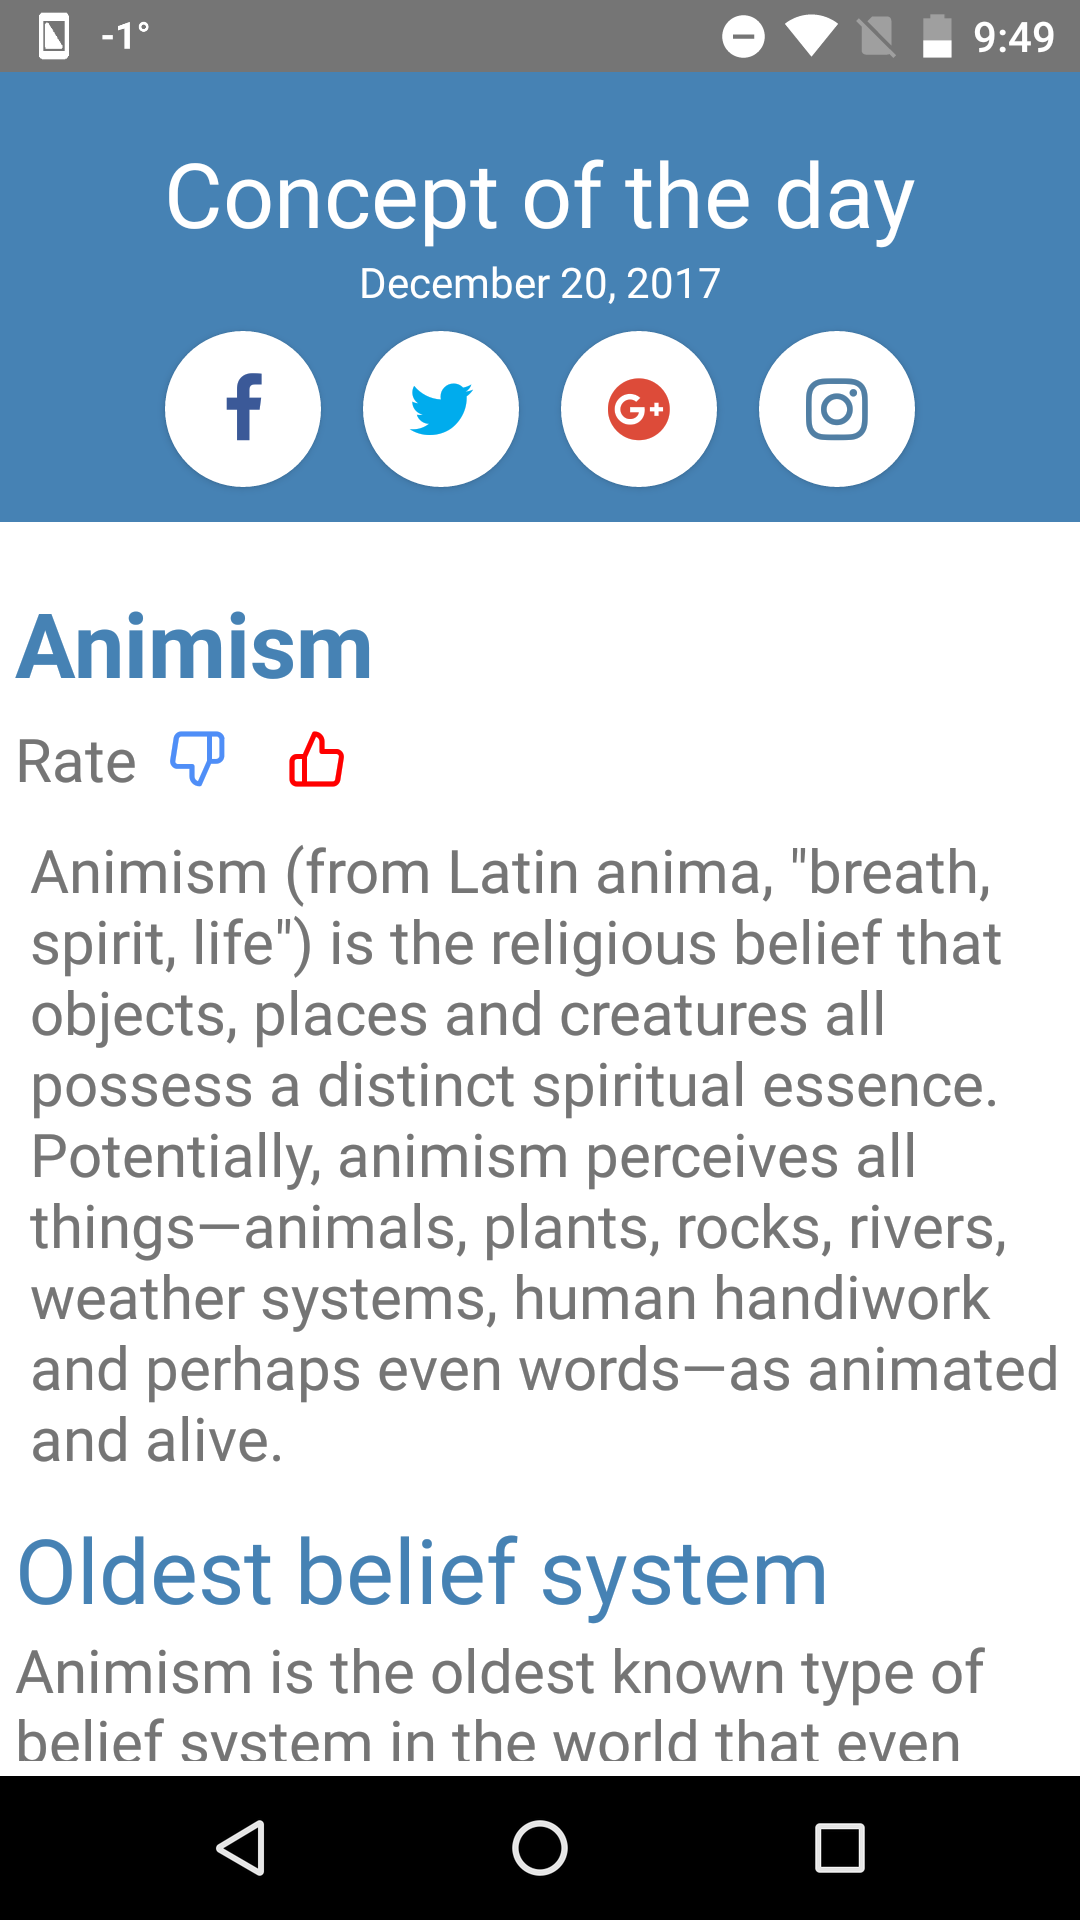 -1° 9:49
Concept of the day
December 20, 2017
Animism
Rate
Animism (from Latin anima, "breath,
spirit, life") is the religious belief that
objects, places and creatures all
possess a distinct spiritual essence.
Potentially, animism perceives all
things—animals, plants, rocks, rivers,
weather systems, human handiwork
and perhaps even words—as animated
and alive.
Oldest belief system
Animism is the oldest known type of
belief system in the world that even